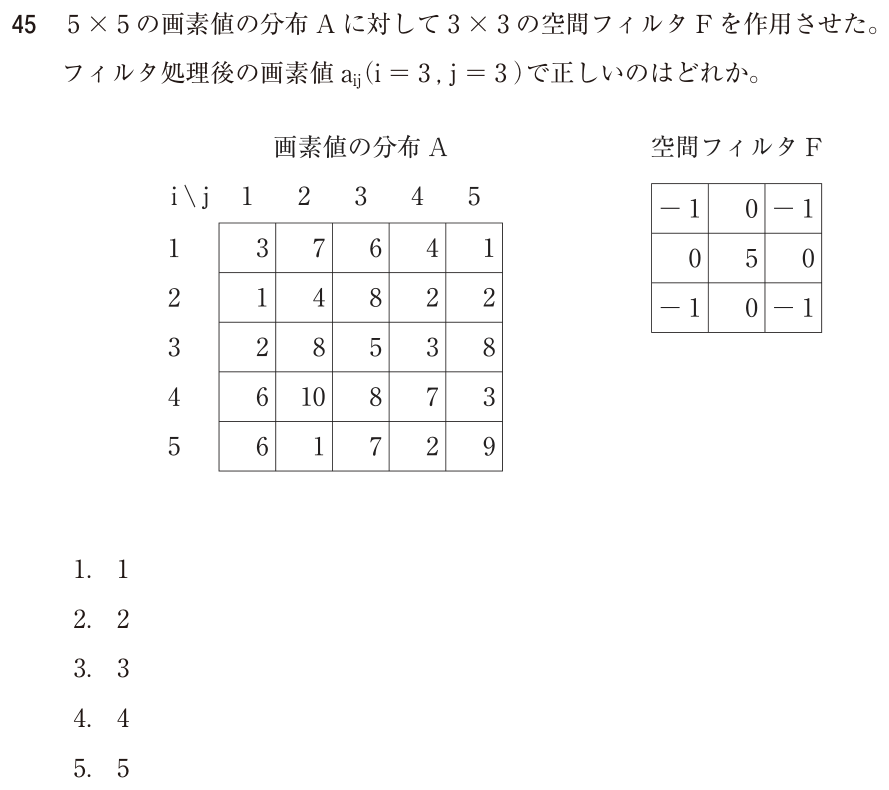 45 5×5の画素値の分布Aに対して3×3の空間フィルタFを作用させた。
フィルタ処理後の画素値 aij(i＝3, j＝3)で正しいのはどれか。
画素値の分布 A 空間フィルタ F
i\j 1 2 3 4 5
1 3 7 6 4 1
2 1 4 8 2 2
3 2 8 5 3 8
4 6 10 8 7 3
5 6 1 7 2 9
－1 0 －1
0 5 0
－1 0 －1
1. 1
2. 2
3. 3
4. 4
5. 5